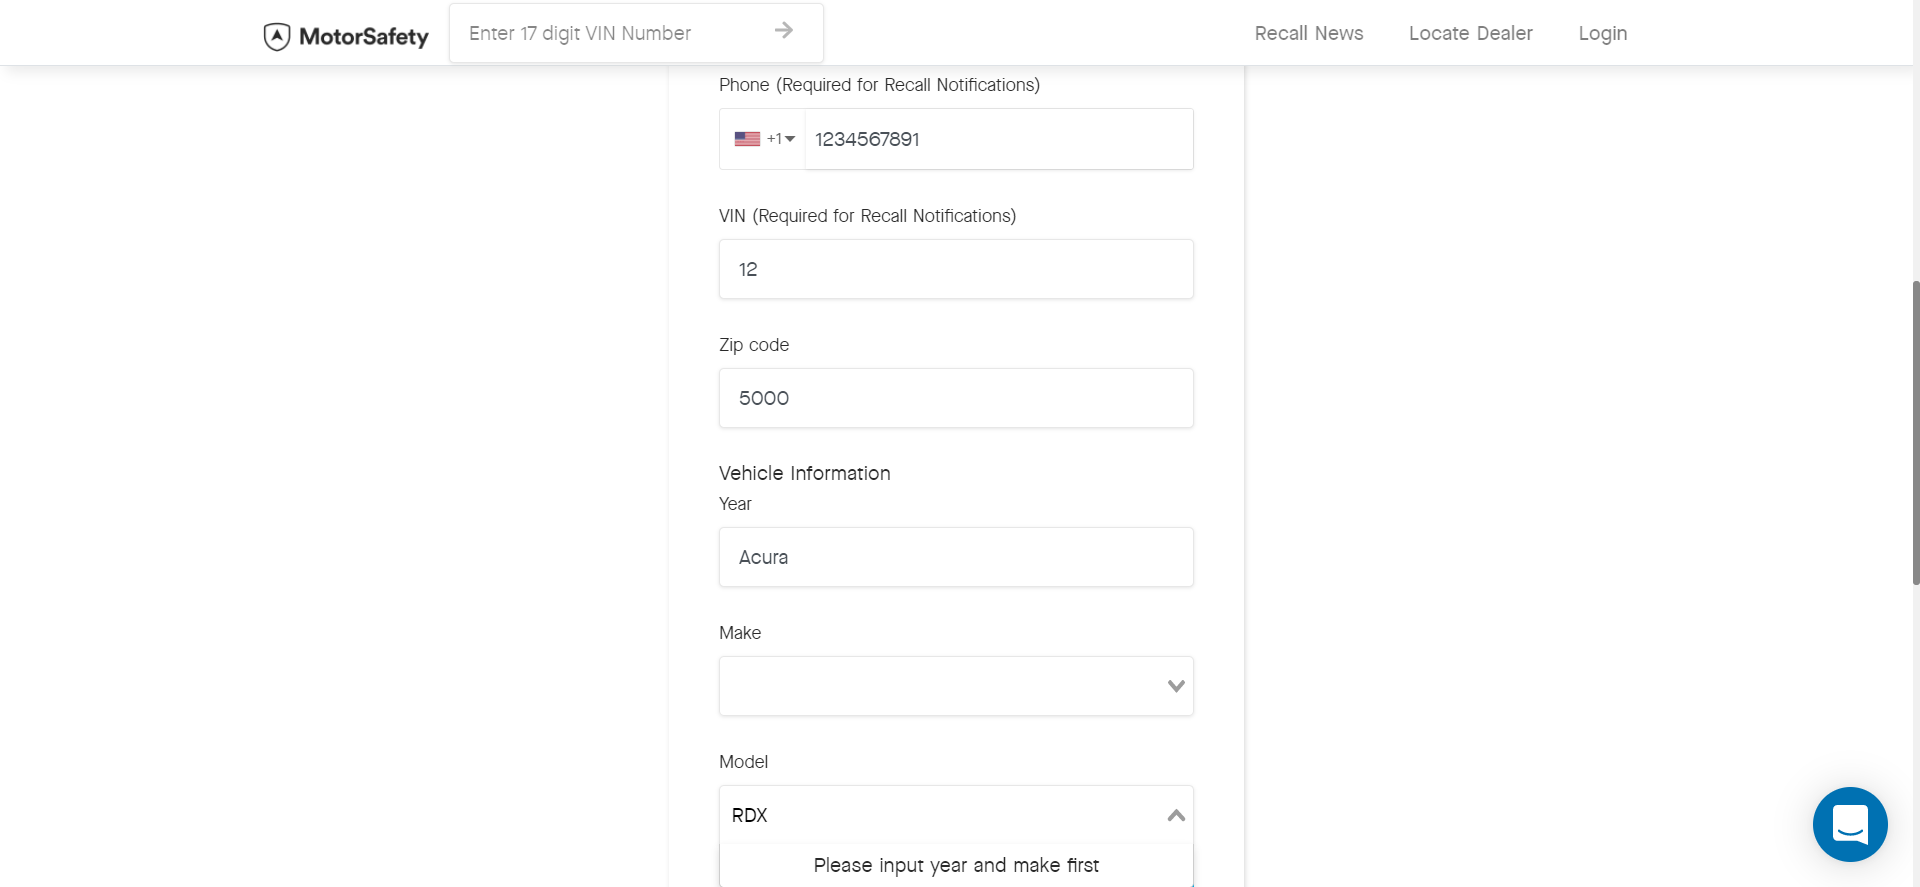 MotorSafety
Enter 17 digit VIN Number
Recall News
Locate Dealer
Login
Phone (Required for Recall Notifications)
+1
1234567891
VIN (Required for Recall Notifications)
12
Zip code
5000
Vehicle Information
Year
Acura
Make
Model
RDX
Please input year and make first